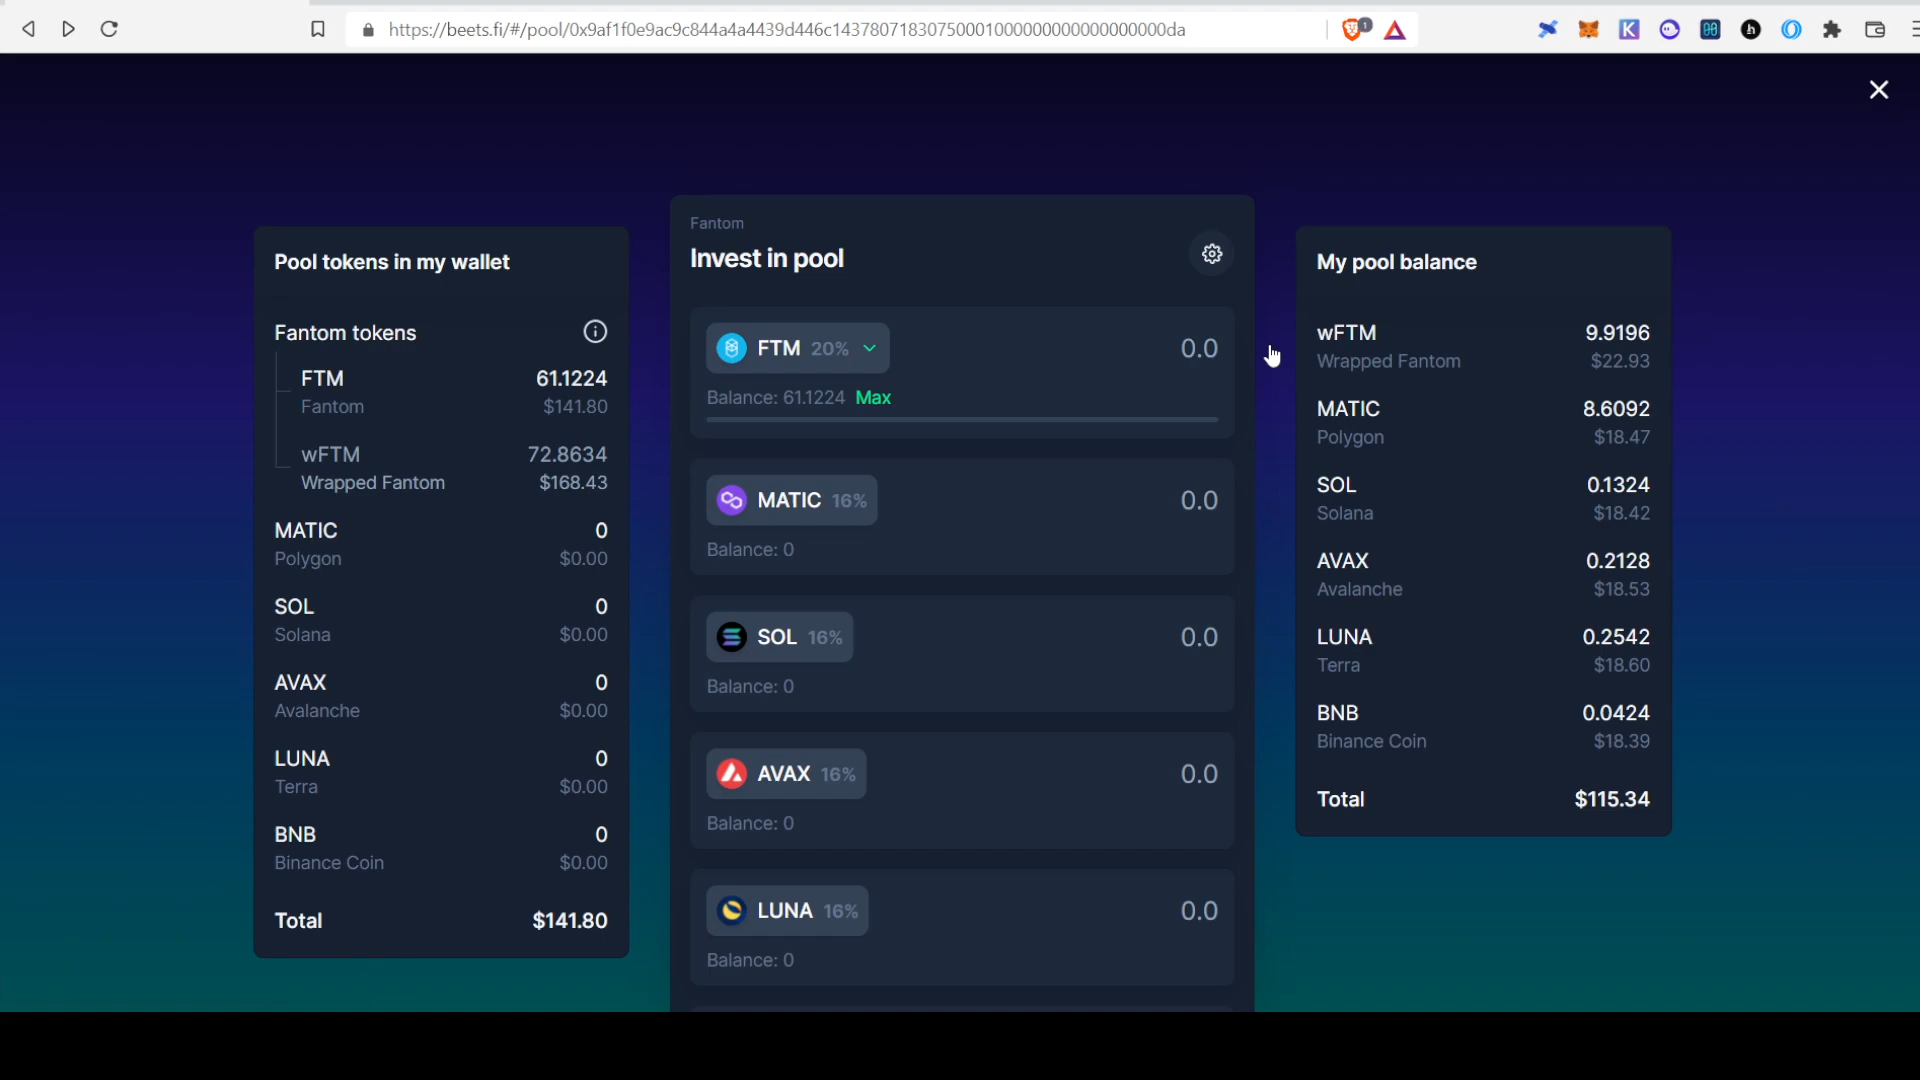 https://beets.fi/#/pool/0x9af1f0e9ac9c844a4a4439d446c1437807183075000100000000000000000000da
1
Pool tokens in my wallet
Fantom tokens
FTM 61.1224
Fantom $141.80
wFTM 72.8634
Wrapped Fantom $168.43
MATIC 0
Polygon $0.00
SOL 0
Solana $0.00
AVAX 0
Avalanche $0.00
LUNA 0
Terra $0.00
BNB 0
Binance Coin $0.00
Total $141.80
Fantom
Invest in pool
FTM 20% 0.0
Balance: 61.1224 Max
MATIC 16% 0.0
Balance: 0
SOL 16% 0.0
Balance: 0
AVAX 16% 0.0
Balance: 0
LUNA 16% 0.0
Balance: 0
My pool balance
wFTM 9.9196
Wrapped Fantom $22.93
MATIC 8.6092
Polygon $18.47
SOL 0.1324
Solana $18.42
AVAX 0.2128
Avalanche $18.53
LUNA 0.2542
Terra $18.60
BNB 0.0424
Binance Coin $18.39
Total $115.34